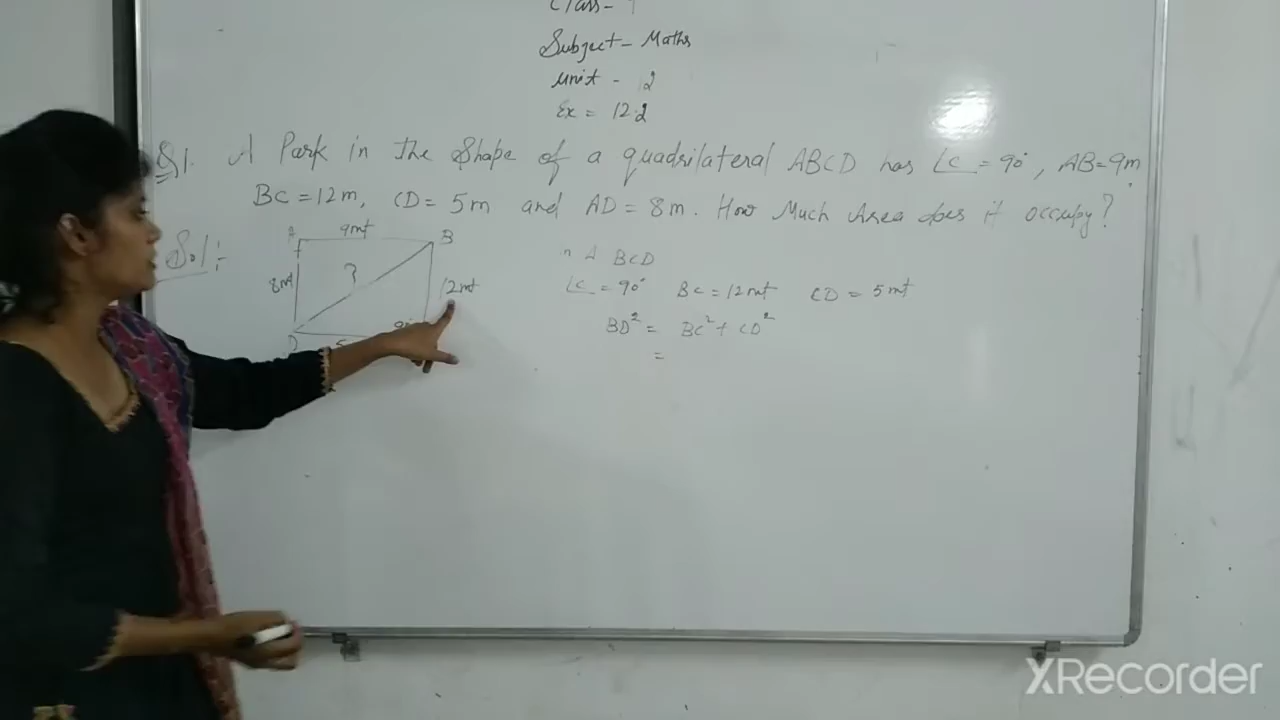 Subject - Maths
Unit - 12
Ex = 12.2
Q1. A Park in the Shape of a quadrilateral ABCD has ∠C = 90°, AB = 9m
BC = 12m, CD = 5m and AD = 8m. How Much Area does it occupy?
Sol:-
A 9mt B
8mt ? 12mt
D
BCD
∠C = 90° BC = 12mt CD = 5mt
BD² = BC² + CD²
=
XRecorder